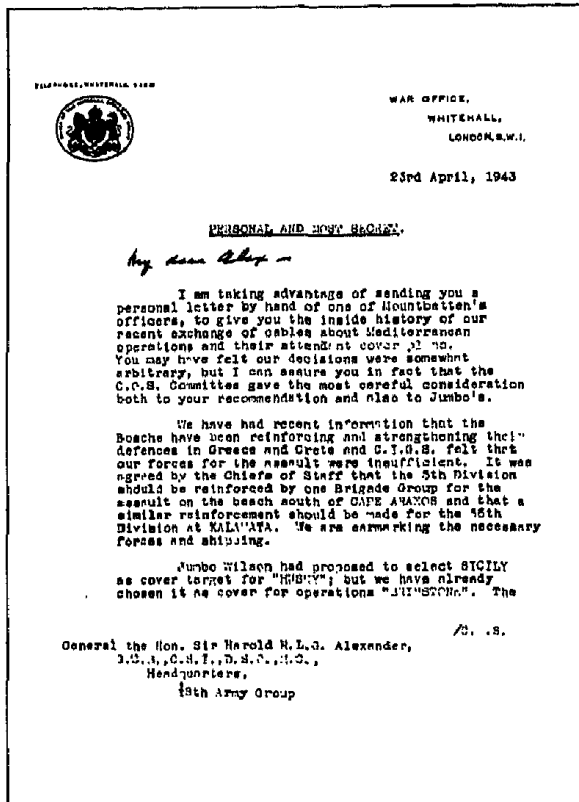 TELEPHONE, WHITEHALL
WAR OFFICE,
WHITEHALL,
LONDON, S.W.1.
23rd April, 1943
PERSONAL AND MOST SECRET.
My dear Alex —
I am taking advantage of sending you a
personal letter by hand of one of Mountbatten's
officers, to give you the inside history of our
recent exchange of cables about Mediterranean
operations and their attendant cover plans.
You may have felt our decisions were somewhat
arbitrary, but I can assure you in fact that the
C.O.S. Committee gave the most careful consideration
both to your recommendation and also to Jumbo's.
We have had recent information that the
Bosche have been reinforcing and strengthening their
defences in Greece and Crete and C.I.G.S. felt that
our forces for the assault were insufficient. It was
agreed by the Chiefs of Staff that the 5th Division
should be reinforced by one Brigade Group for the
assault on the beach south of CAPE ARAXOS and that a
similar reinforcement should be made for the 56th
Division at KALAMATA. We are earmarking the necessary
forces and shipping.
Jumbo Wilson had proposed to select SICILY
as cover target for "HUSKY"; but we have already
chosen it as cover for operations "BRIMSTONE". The
General the Hon. Sir Harold R.L.G. Alexander,
G.C.B., C.S.I., D.S.O., M.C.,
Headquarters,
18th Army Group